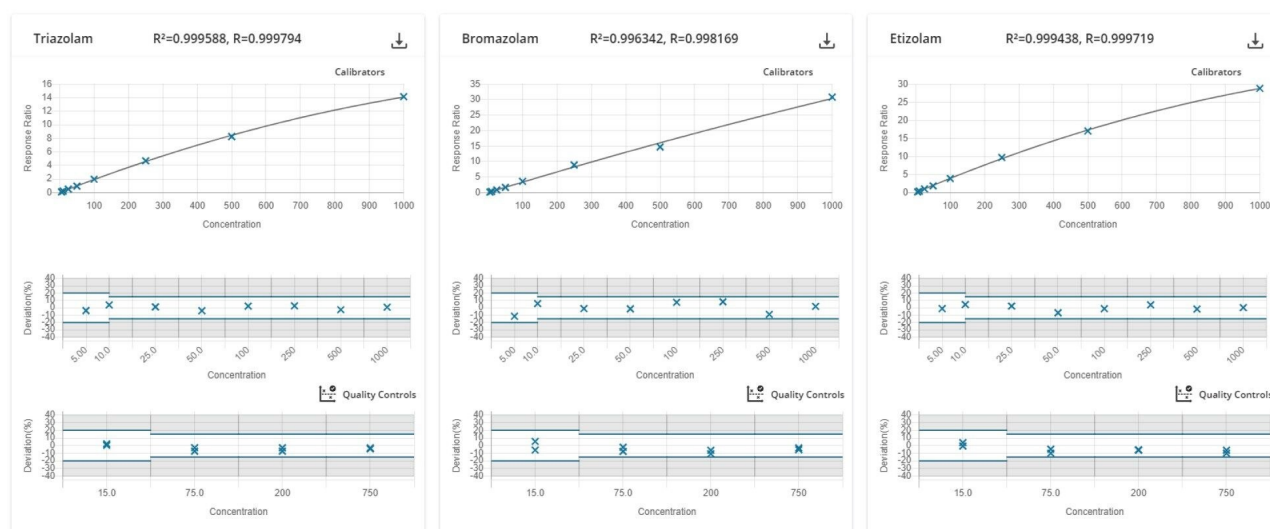 Triazolam R²=0.999588, R=0.999794
Calibrators
Response Ratio
16
14
12
10
8
6
4
2
0
100 200 300 400 500 600 700 800 900 1000
Concentration
Deviation(%)
40
30
20
10
0
-10
-20
-30
-40
5.00 10.0 25.0 50.0 100 250 500 1000
Concentration
Quality Controls
Deviation(%)
40
30
20
10
0
-10
-20
-30
-40
15.0 75.0 200 750
Concentration
Bromazolam R²=0.996342, R=0.998169
Calibrators
Response Ratio
35
30
25
20
15
10
5
0
100 200 300 400 500 600 700 800 900 1000
Concentration
Deviation(%)
40
30
20
10
0
-10
-20
-30
-40
5.00 10.0 25.0 50.0 100 250 500 1000
Concentration
Quality Controls
Deviation(%)
40
30
20
10
0
-10
-20
-30
-40
15.0 75.0 200 750
Concentration
Etizolam R²=0.999438, R=0.999719
Calibrators
Response Ratio
30
25
20
15
10
5
0
100 200 300 400 500 600 700 800 900 1000
Concentration
Deviation(%)
40
30
20
10
0
-10
-20
-30
-40
5.00 10.0 25.0 50.0 100 250 500 1000
Concentration
Quality Controls
Deviation(%)
40
30
20
10
0
-10
-20
-30
-40
15.0 75.0 200 750
Concentration